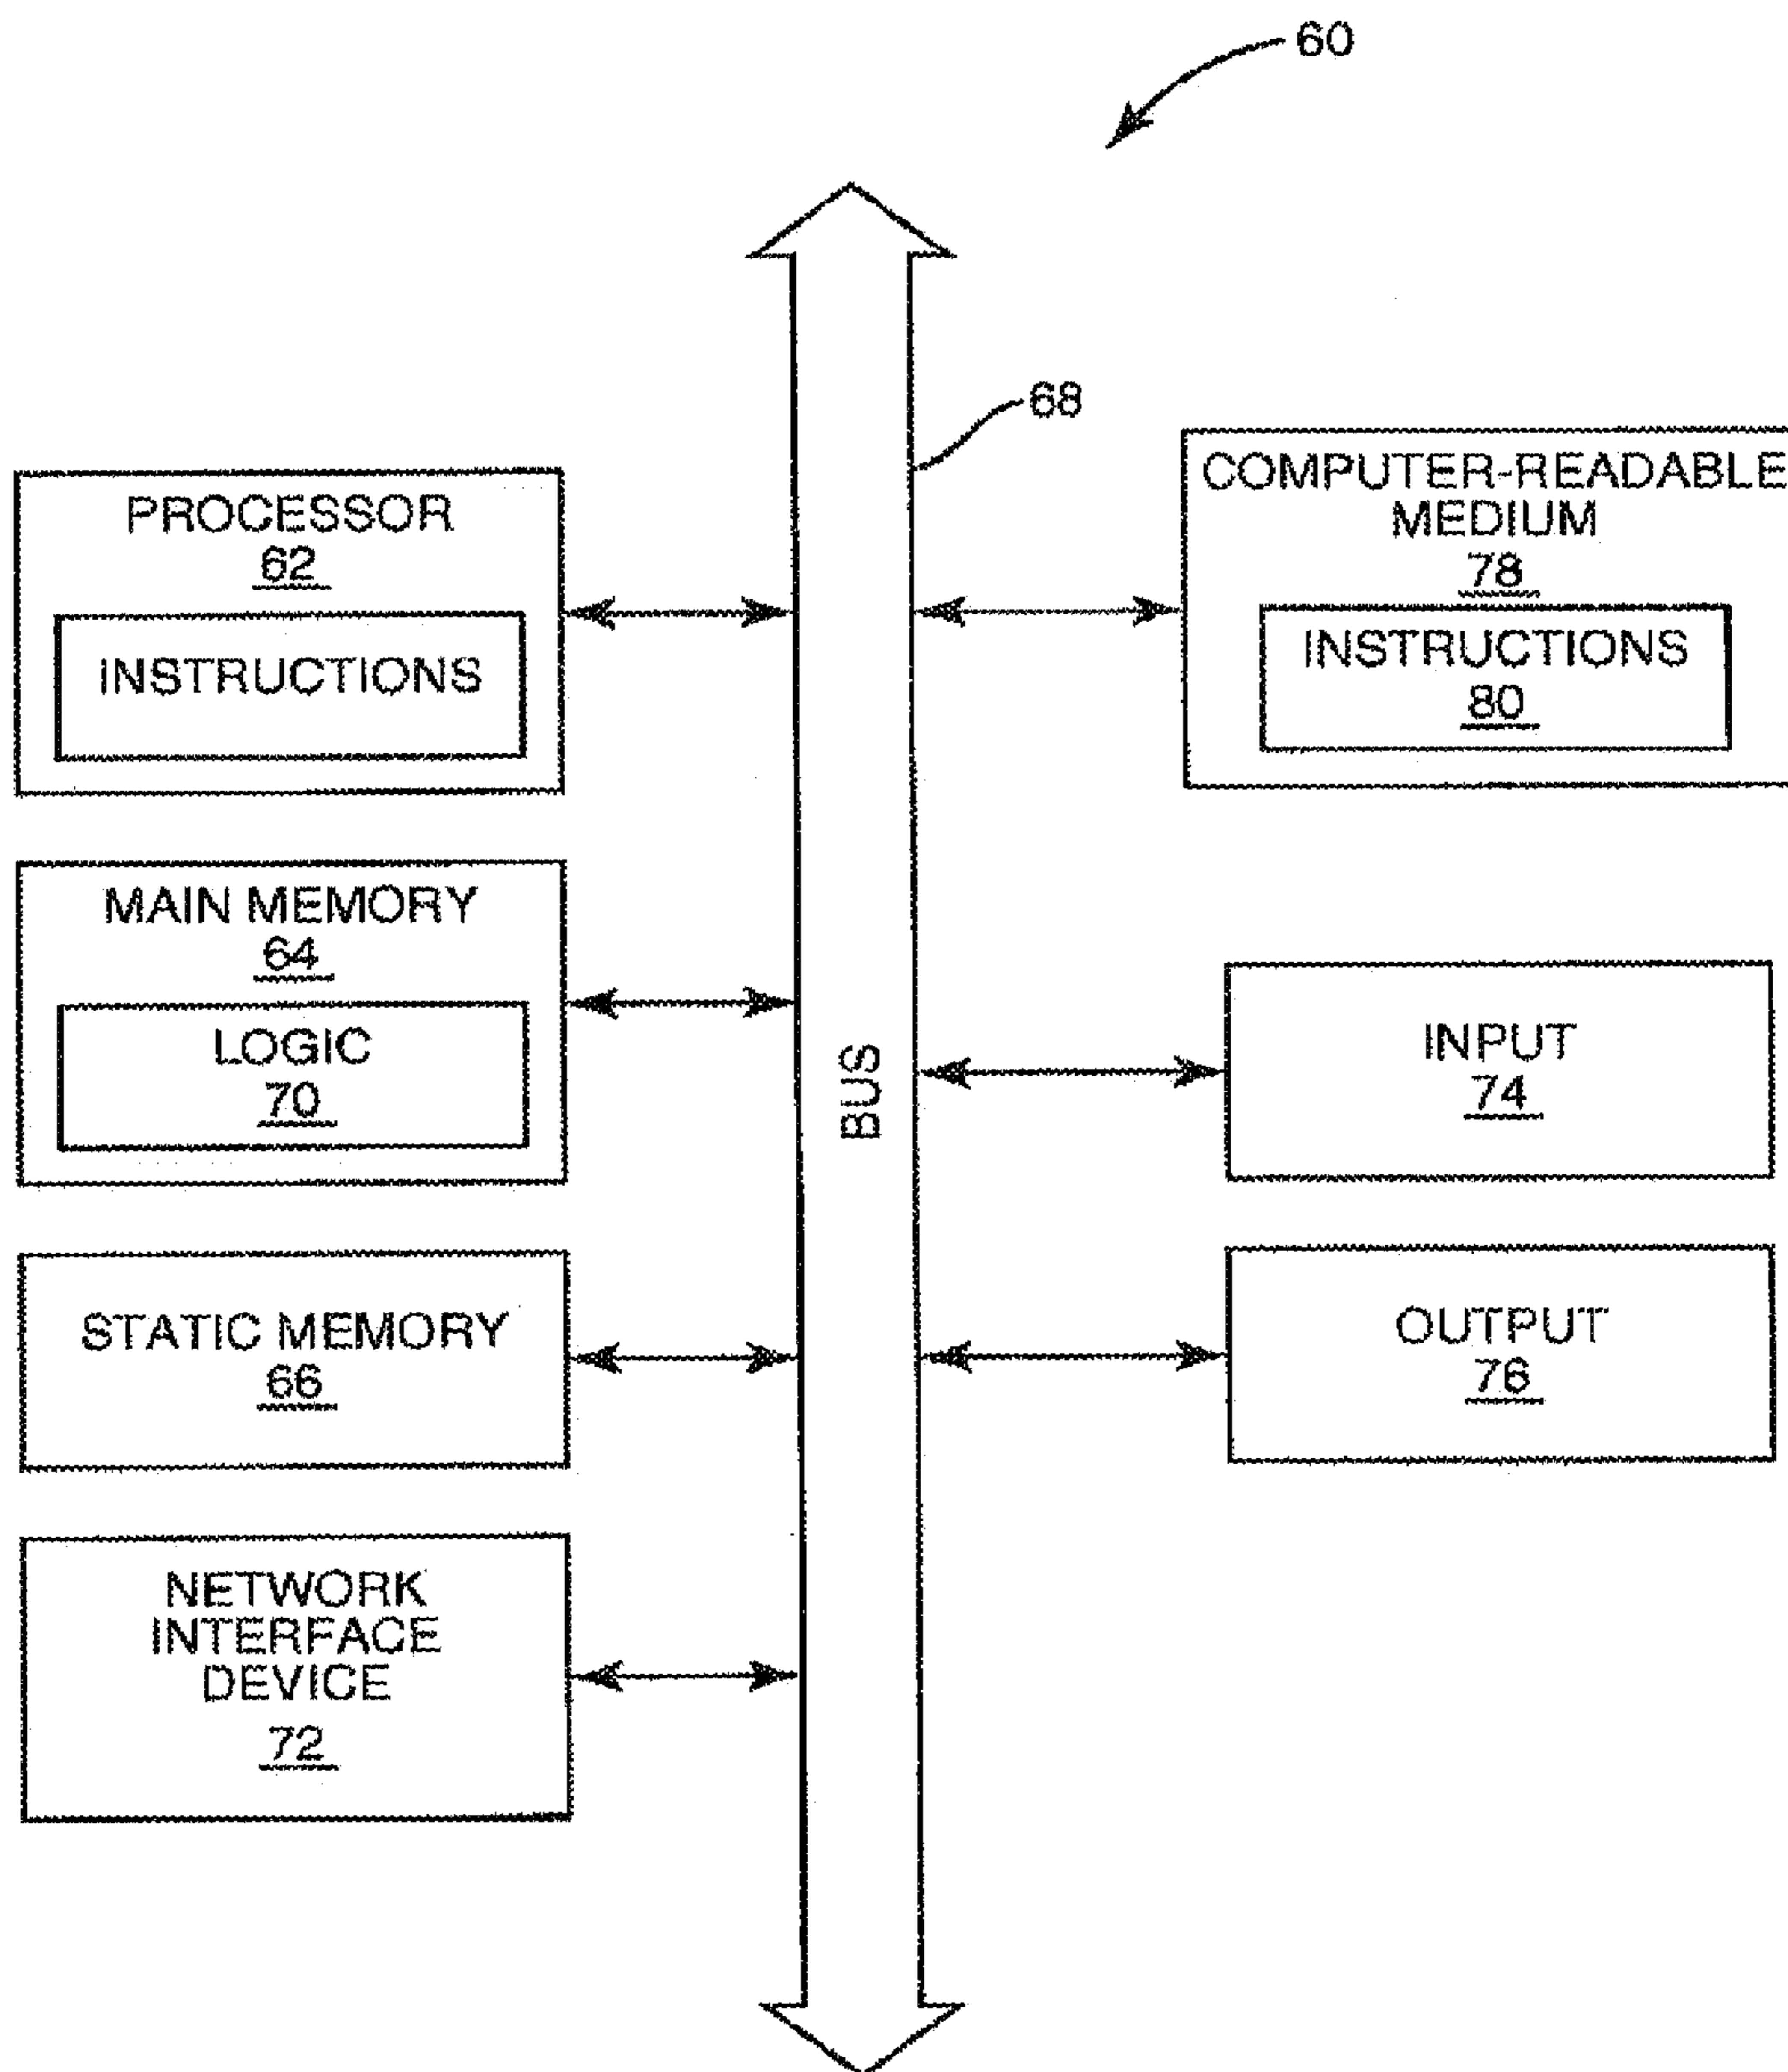 60
68
PROCESSOR
62
INSTRUCTIONS
MAIN MEMORY
64
LOGIC
70
STATIC MEMORY
66
NETWORK
INTERFACE
DEVICE
72
BUS
COMPUTER-READABLE
MEDIUM
78
INSTRUCTIONS
80
INPUT
74
OUTPUT
76